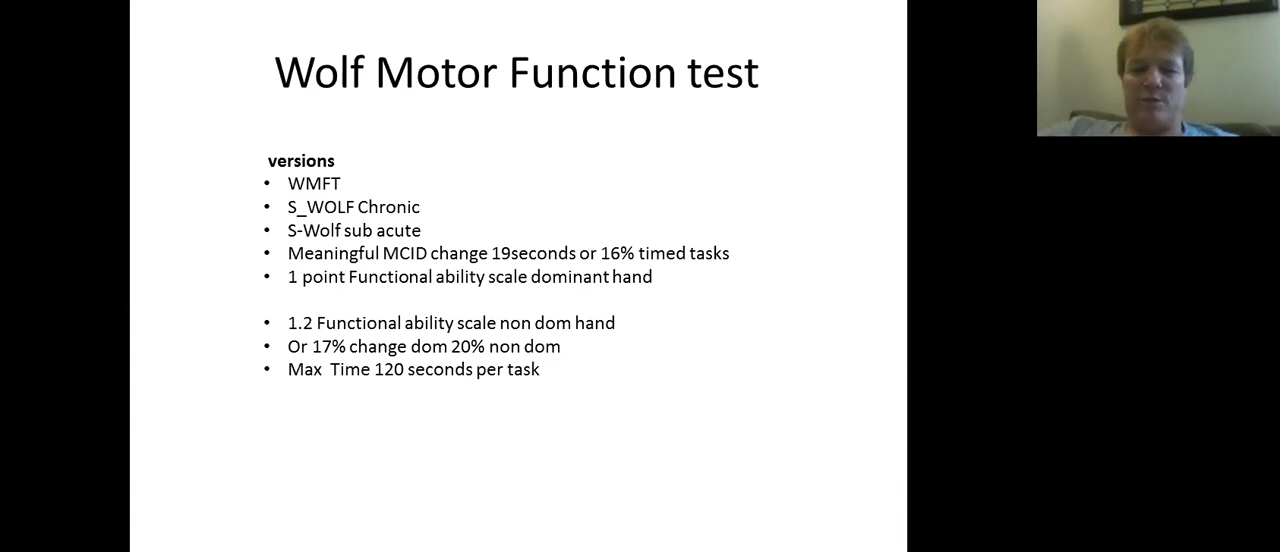 Wolf Motor Function test
versions
• WMFT
• S_WOLF Chronic
• S-Wolf sub acute
• Meaningful MCID change 19seconds or 16% timed tasks
• 1 point Functional ability scale dominant hand
• 1.2 Functional ability scale non dom hand
• Or 17% change dom 20% non dom
• Max  Time 120 seconds per task